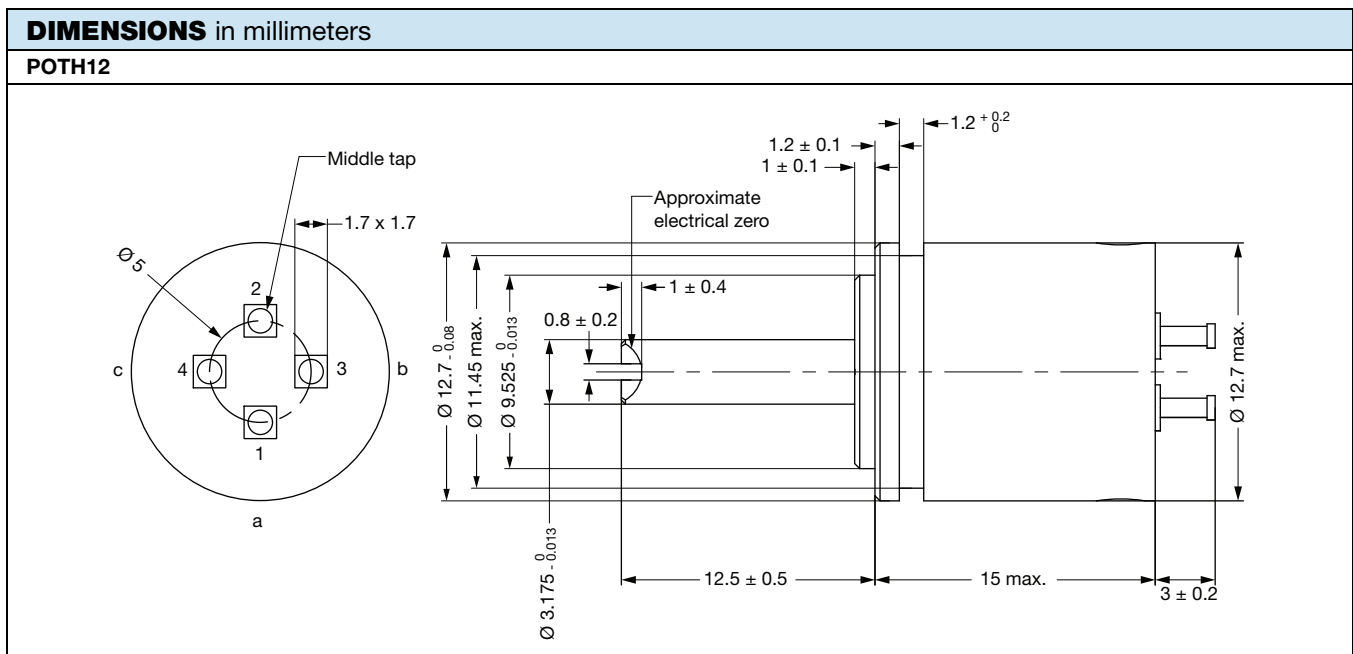 DIMENSIONS in millimeters
POTH12
1.2 + 0.2 0
1.2 ± 0.1
1 ± 0.1
Middle tap
Approximate
electrical zero
1.7 x 1.7
Ø 5
1 ± 0.4
2
0.8 ± 0.2
c
4
3
b
1
a
Ø 12.7 0 - 0.08
Ø 11.45 max.
Ø 9.525 0 - 0.013
Ø 3.175 0 - 0.013
Ø 12.7 max.
12.5 ± 0.5
15 max.
3 ± 0.2